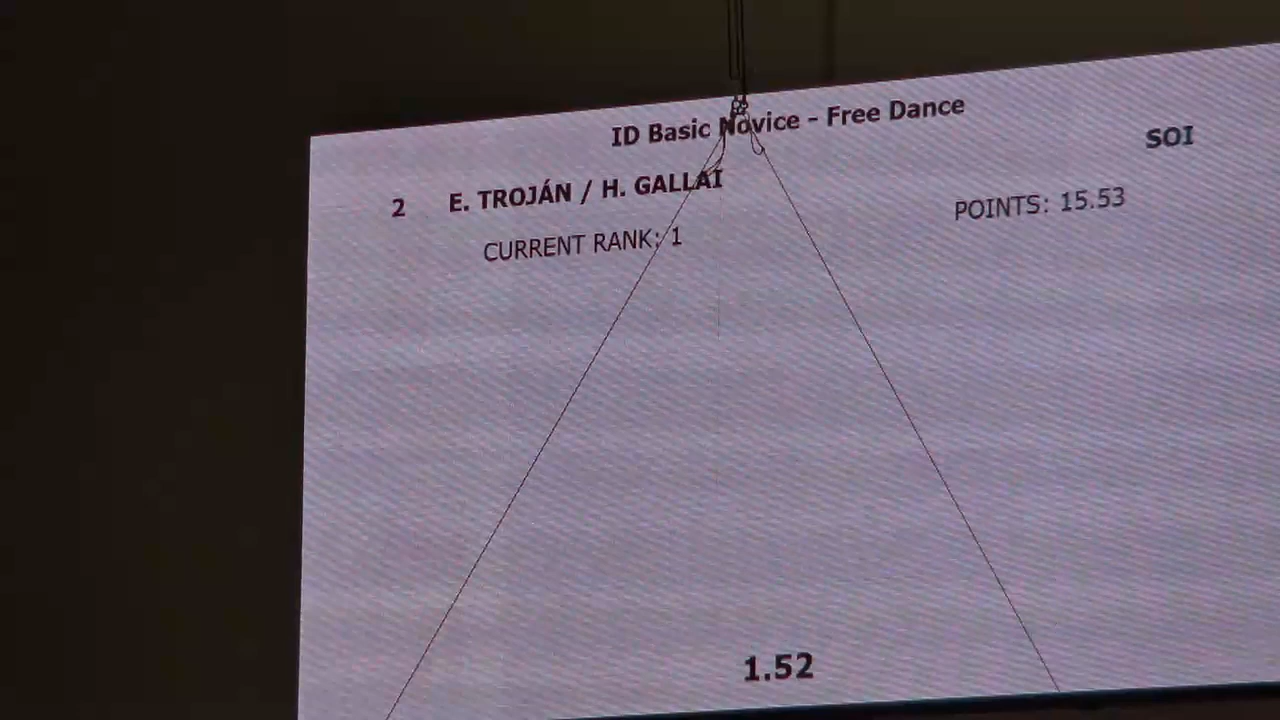 ID Basic Novice - Free Dance
SOI
2 E. TROJÁN / H. GALLAI
POINTS: 15.53
CURRENT RANK: 1
1.52